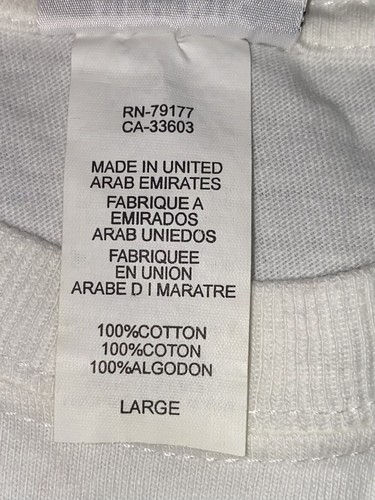 RN-79177
CA-33603
MADE IN UNITED
ARAB EMIRATES
FABRIQUE A
EMIRADOS
ARAB UNIEDOS
FABRIQUEE
EN UNION
ARABE D I MARATRE
100%COTTON
100%COTON
100%ALGODON
LARGE